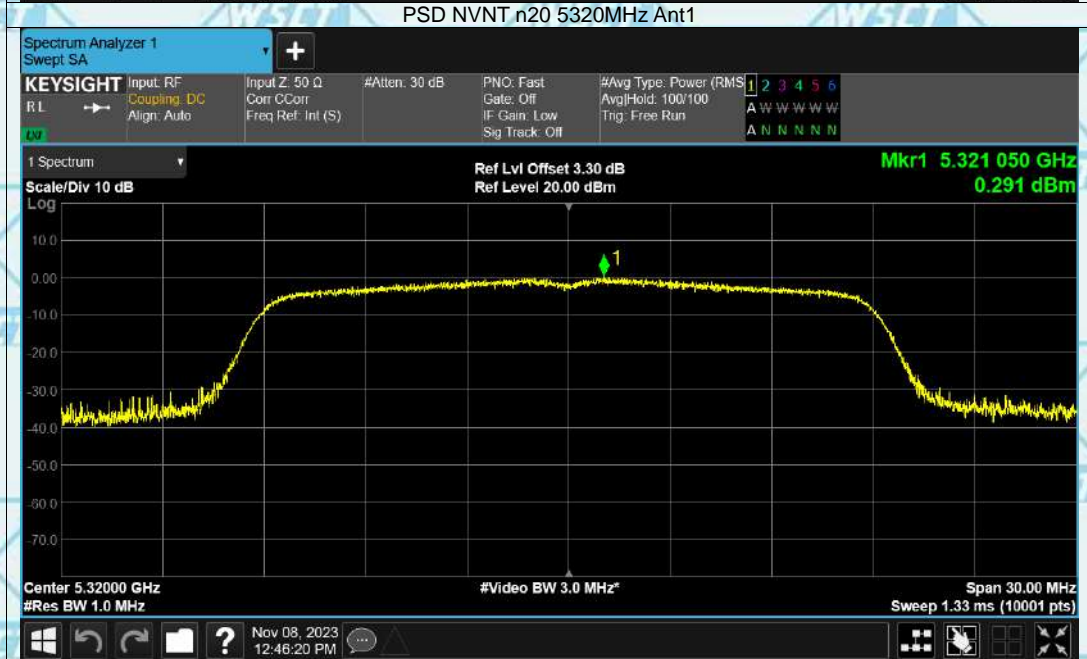 PSD NVNT n20 5320MHz Ant1
Spectrum Analyzer 1
Swept SA
KEYSIGHT
R L
LXI
Input: RF
Coupling: DC
Align: Auto
Input Z: 50 Ω
Corr CCorr
Freq Ref: Int (S)
#Atten: 30 dB
PNO: Fast
Gate: Off
IF Gain: Low
Sig Track: Off
#Avg Type: Power (RMS
Avg|Hold: 100/100
Trig: Free Run
1 2 3 4 5 6
A W W W W W
A N N N N N
1 Spectrum
Scale/Div 10 dB
Ref Lvl Offset 3.30 dB
Ref Level 20.00 dBm
Mkr1 5.321 050 GHz
0.291 dBm
Log
10.0
0.00
-10.0
-20.0
-30.0
-40.0
-50.0
-60.0
-70.0
1
Center 5.32000 GHz
#Res BW 1.0 MHz
#Video BW 3.0 MHz*
Span 30.00 MHz
Sweep 1.33 ms (10001 pts)
?
Nov 08, 2023
12:46:20 PM